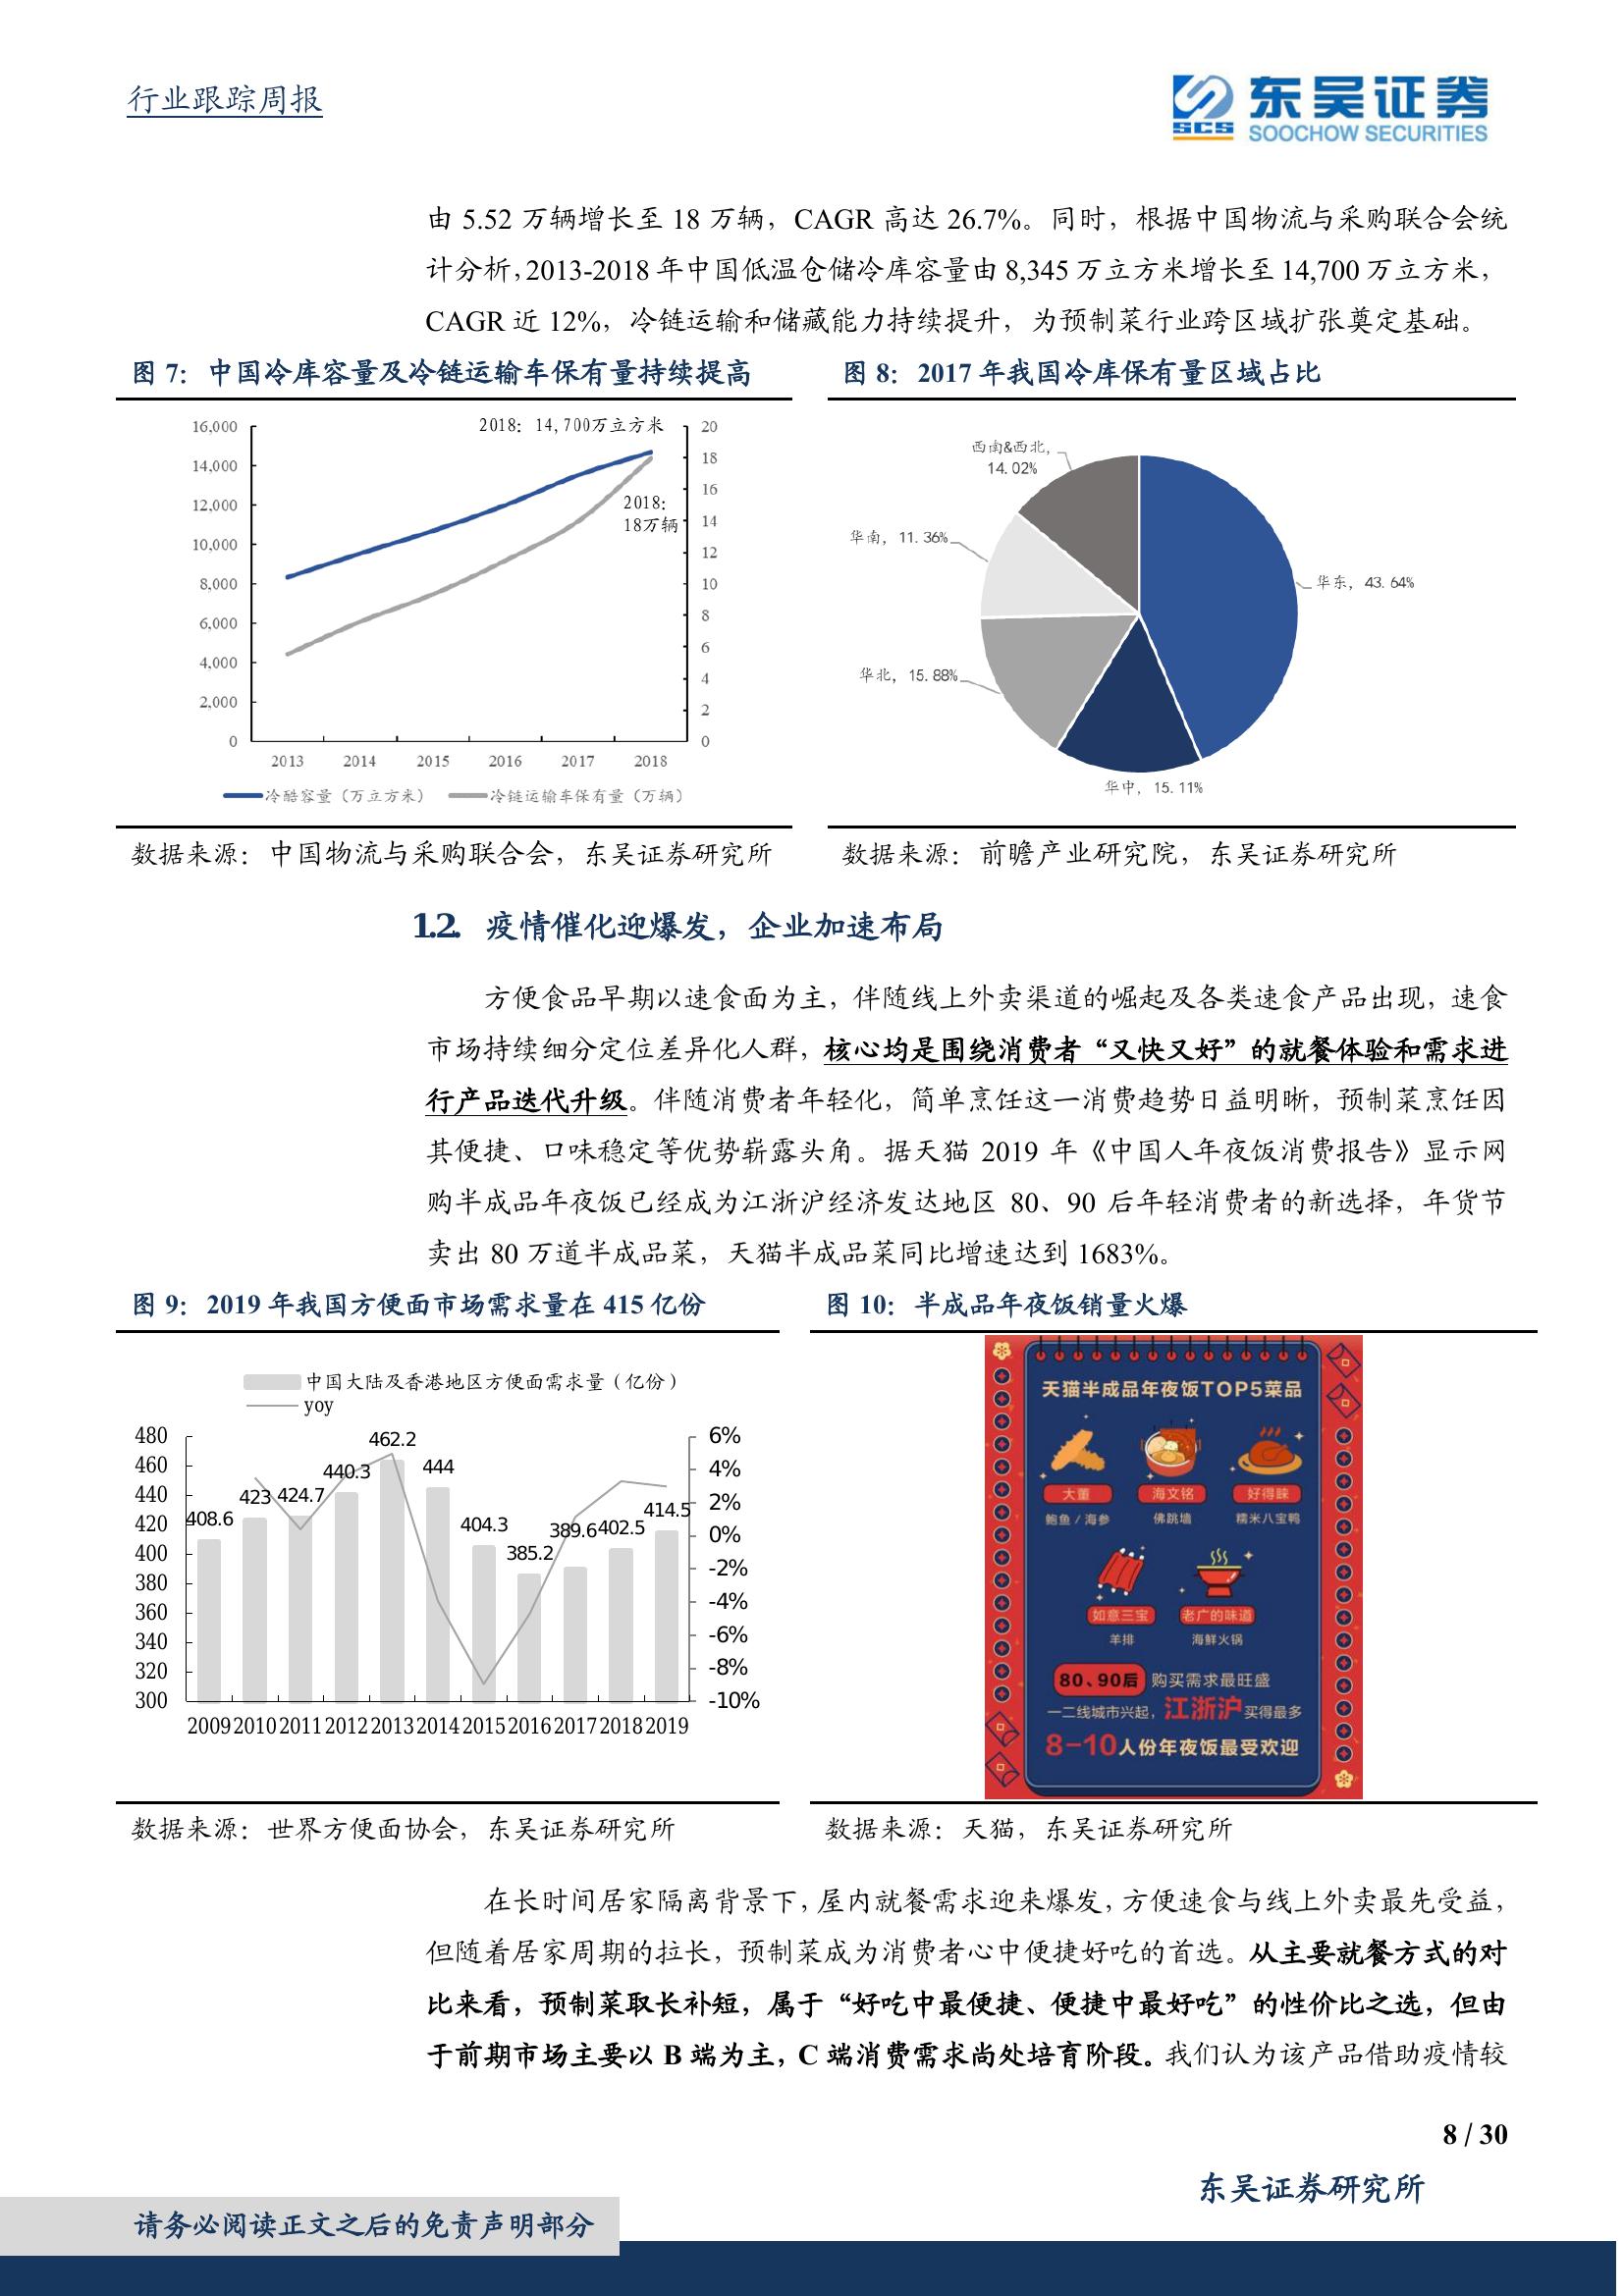 行业跟踪周报
东吴证券
SCS
SOOCHOW SECURITIES
由 5.52 万辆增长至 18 万辆，CAGR 高达 26.7%。同时，根据中国物流与采购联合会统
计分析，2013-2018 年中国低温仓储冷库容量由 8,345 万立方米增长至 14,700 万立方米，
CAGR 近 12%，冷链运输和储藏能力持续提升，为预制菜行业跨区域扩张奠定基础。
图 7：中国冷库容量及冷链运输车保有量持续提高
16,000
14,000
12,000
10,000
8,000
6,000
4,000
2,000
0
2018：14,700万立方米
2018：
18万辆
20
18
16
14
12
10
8
6
4
2
0
2013 2014 2015 2016 2017 2018
冷酷容量（万立方米） 冷链运输车保有量（万辆）
数据来源：中国物流与采购联合会，东吴证券研究所
图 8：2017 年我国冷库保有量区域占比
西南&西北，
14.02%
华南，11.36%
华东，43.64%
华北，15.88%
华中，15.11%
数据来源：前瞻产业研究院，东吴证券研究所
1.2. 疫情催化迎爆发，企业加速布局
方便食品早期以速食面为主，伴随线上外卖渠道的崛起及各类速食产品出现，速食
市场持续细分定位差异化人群，核心均是围绕消费者“又快又好”的就餐体验和需求进
行产品迭代升级。伴随消费者年轻化，简单烹饪这一消费趋势日益明晰，预制菜烹饪因
其便捷、口味稳定等优势崭露头角。据天猫 2019 年《中国人年夜饭消费报告》显示网
购半成品年夜饭已经成为江浙沪经济发达地区 80、90 后年轻消费者的新选择，年货节
卖出 80 万道半成品菜，天猫半成品菜同比增速达到 1683%。
图 9：2019 年我国方便面市场需求量在 415 亿份
中国大陆及香港地区方便面需求量（亿份）
yoy
480
460
440
420
400
380
360
340
320
300
408.6
423
424.7
440.3
462.2
444
404.3
385.2
389.6
402.5
414.5
6%
4%
2%
0%
-2%
-4%
-6%
-8%
-10%
2009 2010 2011 2012 2013 2014 2015 2016 2017 2018 2019
数据来源：世界方便面协会，东吴证券研究所
图 10：半成品年夜饭销量火爆
天猫半成品年夜饭TOP5菜品
大董 海文铭 好得睐
鲍鱼/海参 佛跳墙 糯米八宝鸭
如意三宝 老广的味道
羊排 海鲜火锅
80、90后 购买需求最旺盛
一二线城市兴起，江浙沪买得最多
8-10人份年夜饭最受欢迎
数据来源：天猫，东吴证券研究所
在长时间居家隔离背景下，屋内就餐需求迎来爆发，方便速食与线上外卖最先受益，
但随着居家周期的拉长，预制菜成为消费者心中便捷好吃的首选。从主要就餐方式的对
比来看，预制菜取长补短，属于“好吃中最便捷、便捷中最好吃”的性价比之选，但由
于前期市场主要以 B 端为主，C 端消费需求尚处培育阶段。我们认为该产品借助疫情较
8 / 30
东吴证券研究所
请务必阅读正文之后的免责声明部分